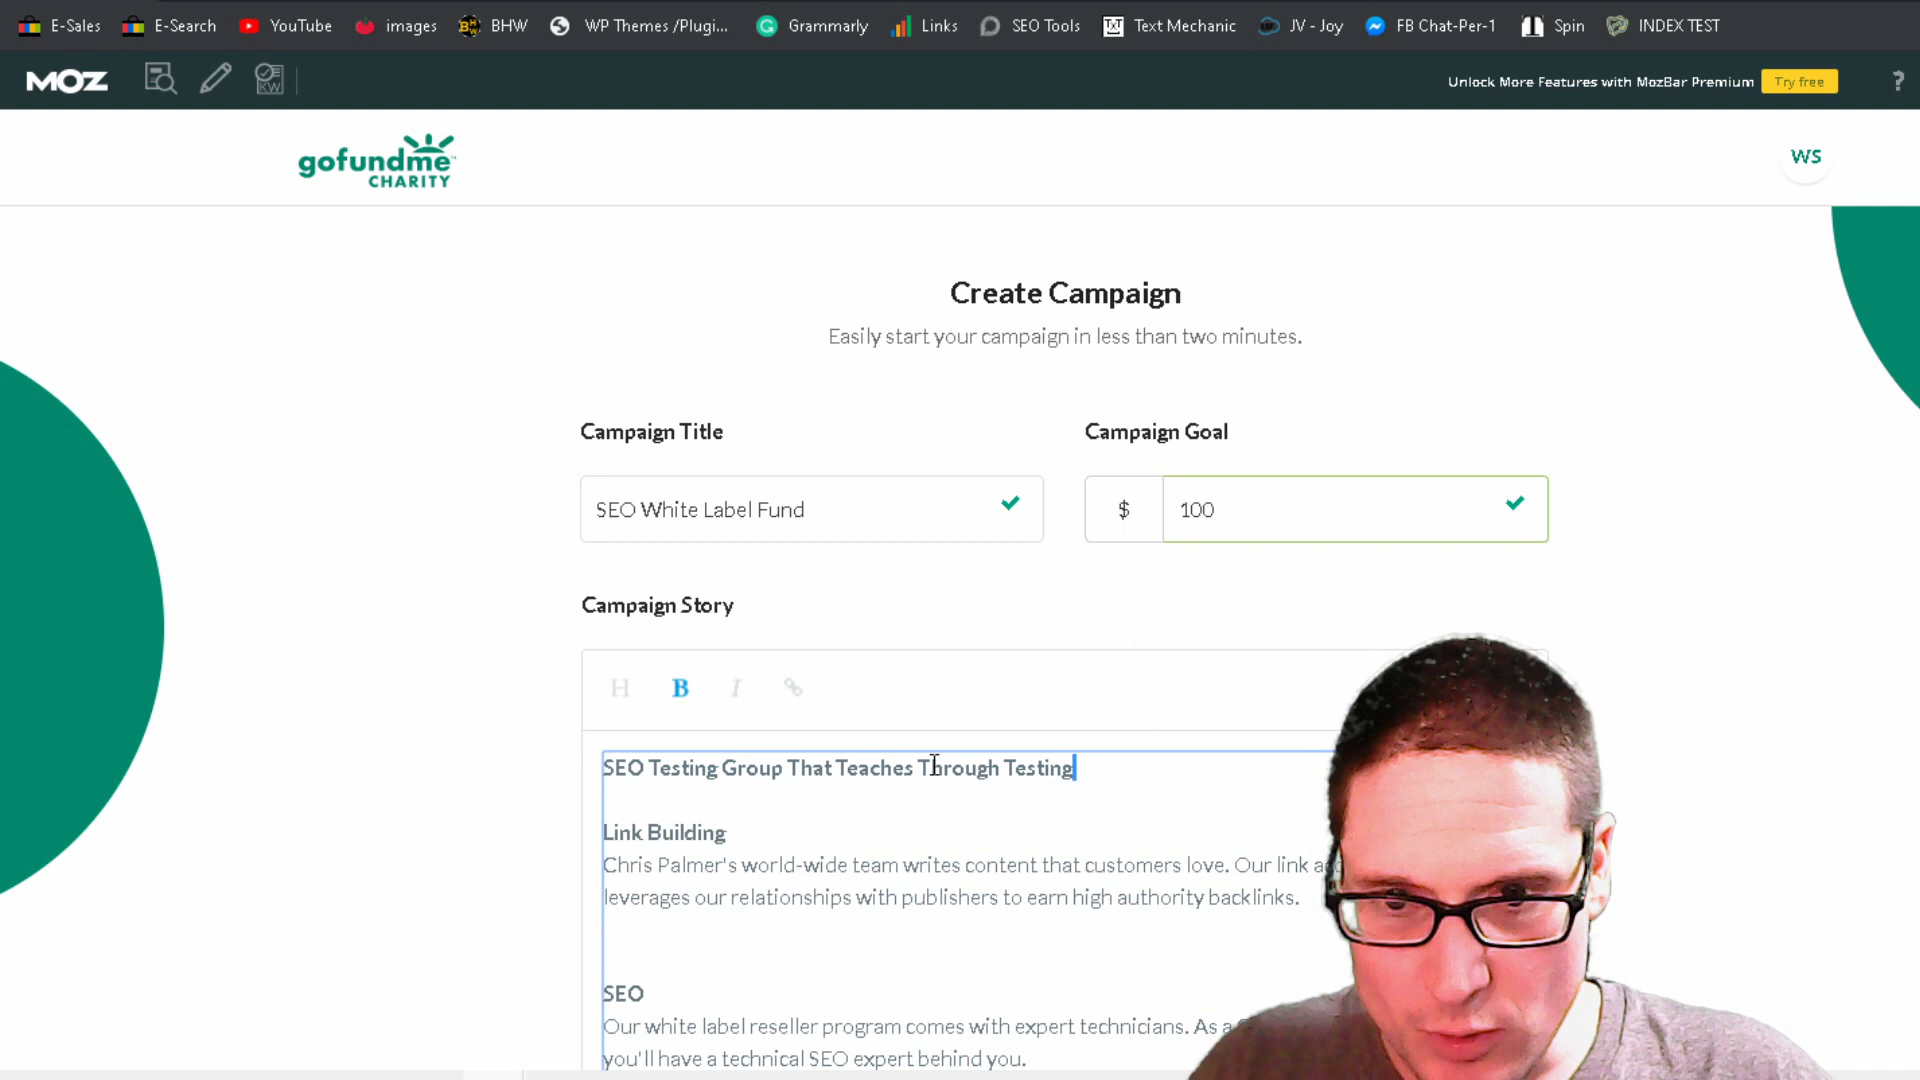 E-Sales E-Search YouTube images BHW WP Themes /Plugi... Grammarly Links SEO Tools Text Mechanic JV - Joy FB Chat-Per-1 Spin INDEX TEST
MOZ KW Unlock More Features with MozBar Premium Try free ?
gofundme
CHARITY
WS
Create Campaign
Easily start your campaign in less than two minutes.
Campaign Title Campaign Goal
SEO White Label Fund $ 100
Campaign Story
H B I
SEO Testing Group That Teaches Through Testing
Link Building
Chris Palmer's world-wide team writes content that customers love. Our link
leverages our relationships with publishers to earn high authority backlinks.
SEO
Our white label reseller program comes with expert technicians. As a
you'll have a technical SEO expert behind you.